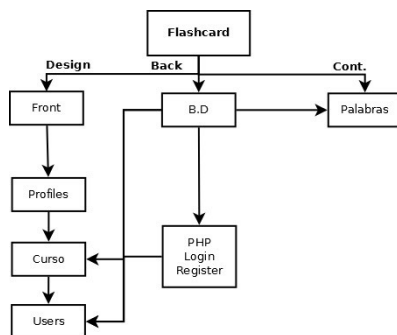 Flashcard
Design
Back
Cont.
Front
B.D
Palabras
Profiles
PHP
Login
Register
Curso
Users